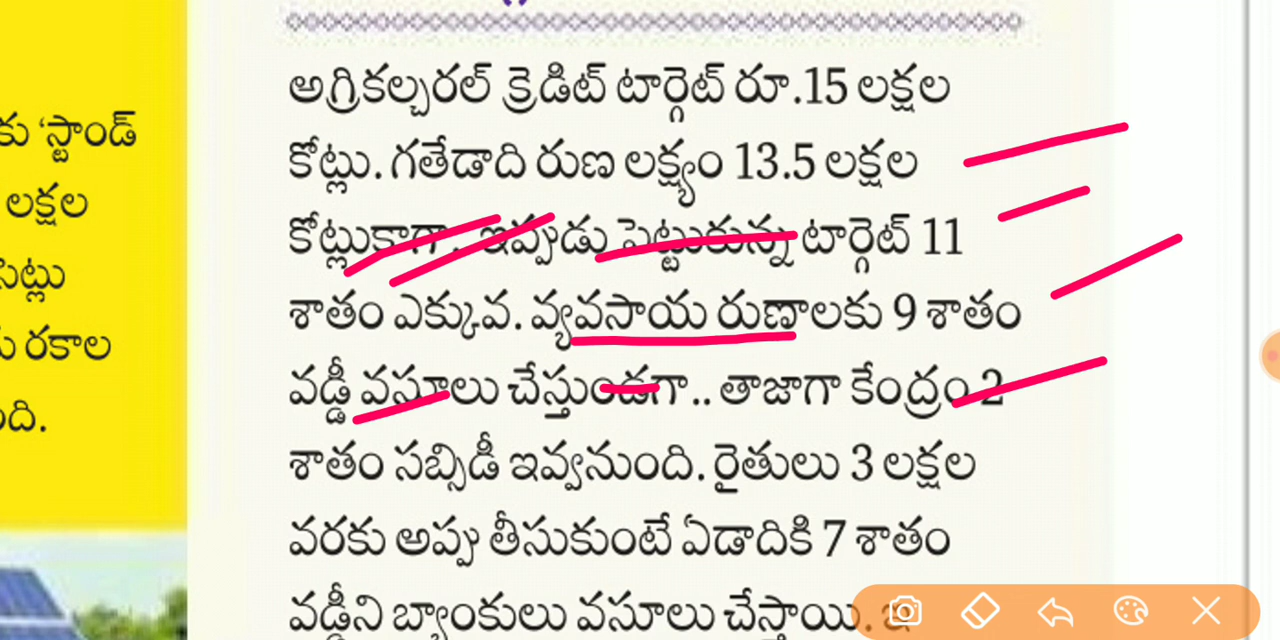 కు ‘స్టాండ్
లక్షల
రకాల
అగ్రికల్చరల్ క్రెడిట్ టార్గెట్ రూ.15 లక్షల
కోట్లు. గతేడాది రుణ లక్ష్యం 13.5 లక్షల
కోట్లుకాగా.. ఇప్పుడు పెట్టుకున్న టార్గెట్ 11
శాతం ఎక్కువ. వ్యవసాయ రుణాలకు 9 శాతం
వడ్డీ వసూలు చేస్తుండగా.. తాజాగా కేంద్రం 2
శాతం సబ్సిడీ ఇవ్వనుంది. రైతులు 3 లక్షల
వరకు అప్పు తీసుకుంటే ఏడాదికి 7 శాతం
వడ్డీని బ్యాంకులు వసూలు చేస్తాయి.